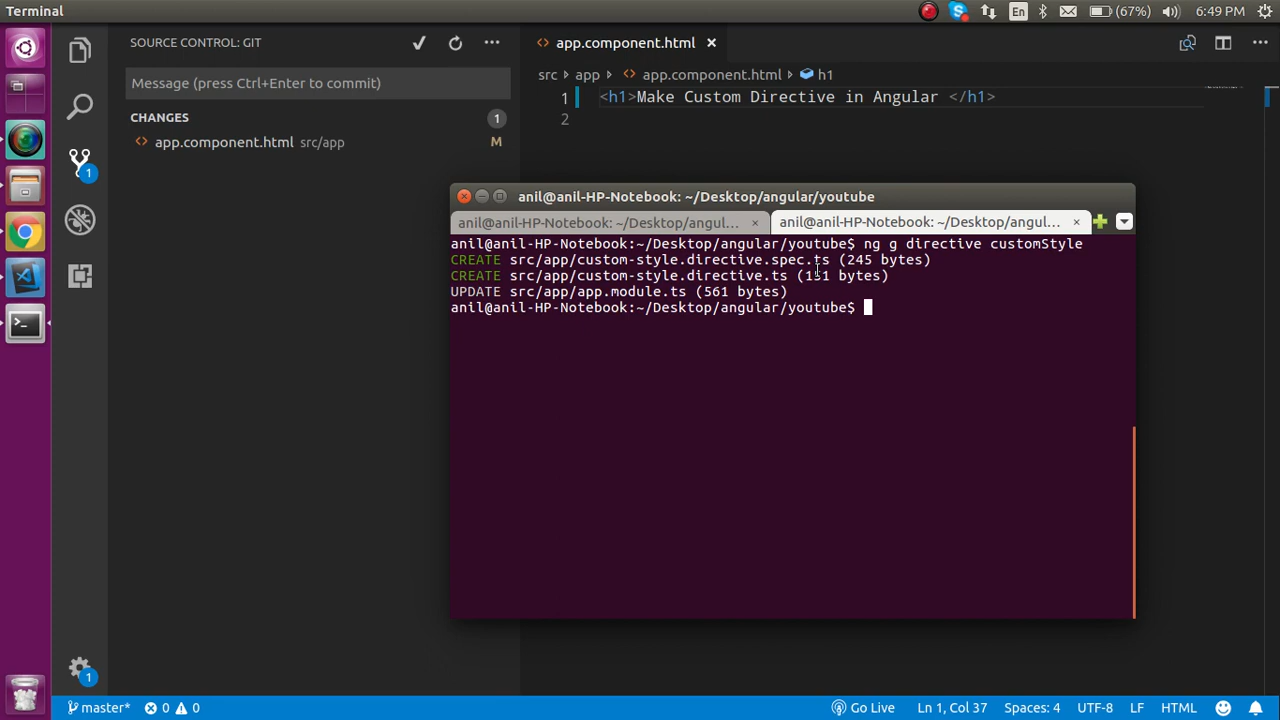 Terminal
En
(67%)
6:49 PM
SOURCE CONTROL: GIT
Message (press Ctrl+Enter to commit)
CHANGES
1
app.component.html src/app
M
1
1
app.component.html
src
app
app.component.html
h1
1
<h1>Make Custom Directive in Angular </h1>
2
anil@anil-HP-Notebook: ~/Desktop/angular/youtube
anil@anil-HP-Notebook: ~/Desktop/angul... ×
anil@anil-HP-Notebook: ~/Desktop/angul... ×
anil@anil-HP-Notebook:~/Desktop/angular/youtube$ ng g directive customStyle
CREATE src/app/custom-style.directive.spec.ts (245 bytes)
CREATE src/app/custom-style.directive.ts (151 bytes)
UPDATE src/app/app.module.ts (561 bytes)
anil@anil-HP-Notebook:~/Desktop/angular/youtube$
master*
0
0
Go Live
Ln 1, Col 37
Spaces: 4
UTF-8
LF
HTML